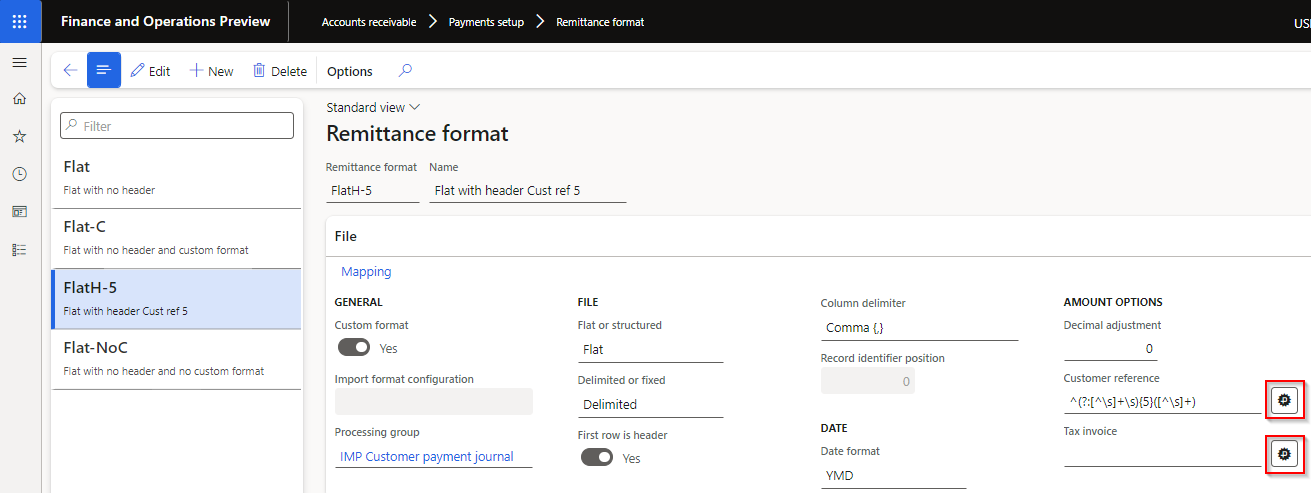 Finance and Operations Preview
Accounts receivable > Payments setup > Remittance format
USI
Edit
New
Delete
Options
Filter
Flat
Flat with no header
Flat-C
Flat with no header and custom format
FlatH-5
Flat with header Cust ref 5
Flat-NoC
Flat with no header and no custom format
Standard view
Remittance format
Remittance format
Name
FlatH-5
Flat with header Cust ref 5
File
Mapping
GENERAL
Custom format
Yes
Import format configuration
Processing group
IMP Customer payment journal
FILE
Flat or structured
Flat
Delimited or fixed
Delimited
First row is header
Yes
Column delimiter
Comma {,}
Record identifier position
0
DATE
Date format
YMD
AMOUNT OPTIONS
Decimal adjustment
0
Customer reference
^(?:[^\s]+\s){5}([^\s]+)
Tax invoice